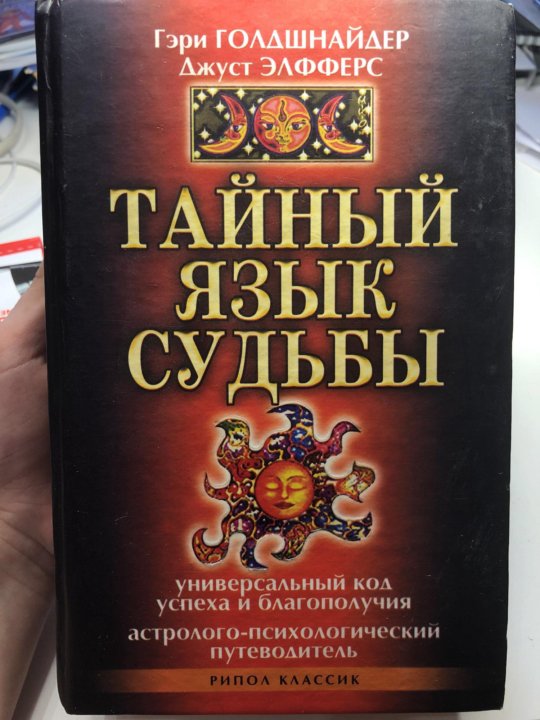 Гэри ГОЛДШНАЙДЕР
Джуст ЭЛФФЕРС
ТАЙНЫЙ
ЯЗЫК
СУДЬБЫ
универсальный код
успеха и благополучия
астролого-психологический
путеводитель
РИПОЛ КЛАССИК